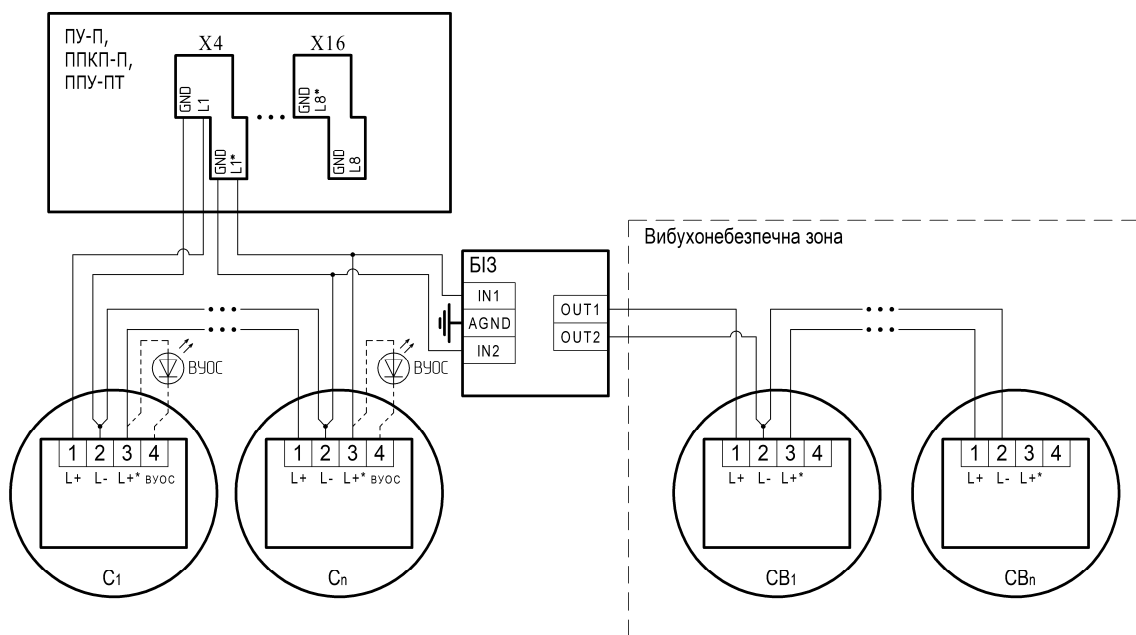 ПУ-П,
ППКП-П,
ППУ-ПТ
X4
X16
GND
L1
GND
L1*
GND
L8*
GND
L8
Вибухонебезпечна зона
БІЗ
IN1
AGND
IN2
OUT1
OUT2
ВУОС
ВУОС
1 2 3 4
L+ L- L+* ВУОС
C1
1 2 3 4
L+ L- L+* ВУОС
Cn
1 2 3 4
L+ L- L+*
CB1
1 2 3 4
L+ L- L+*
CBn